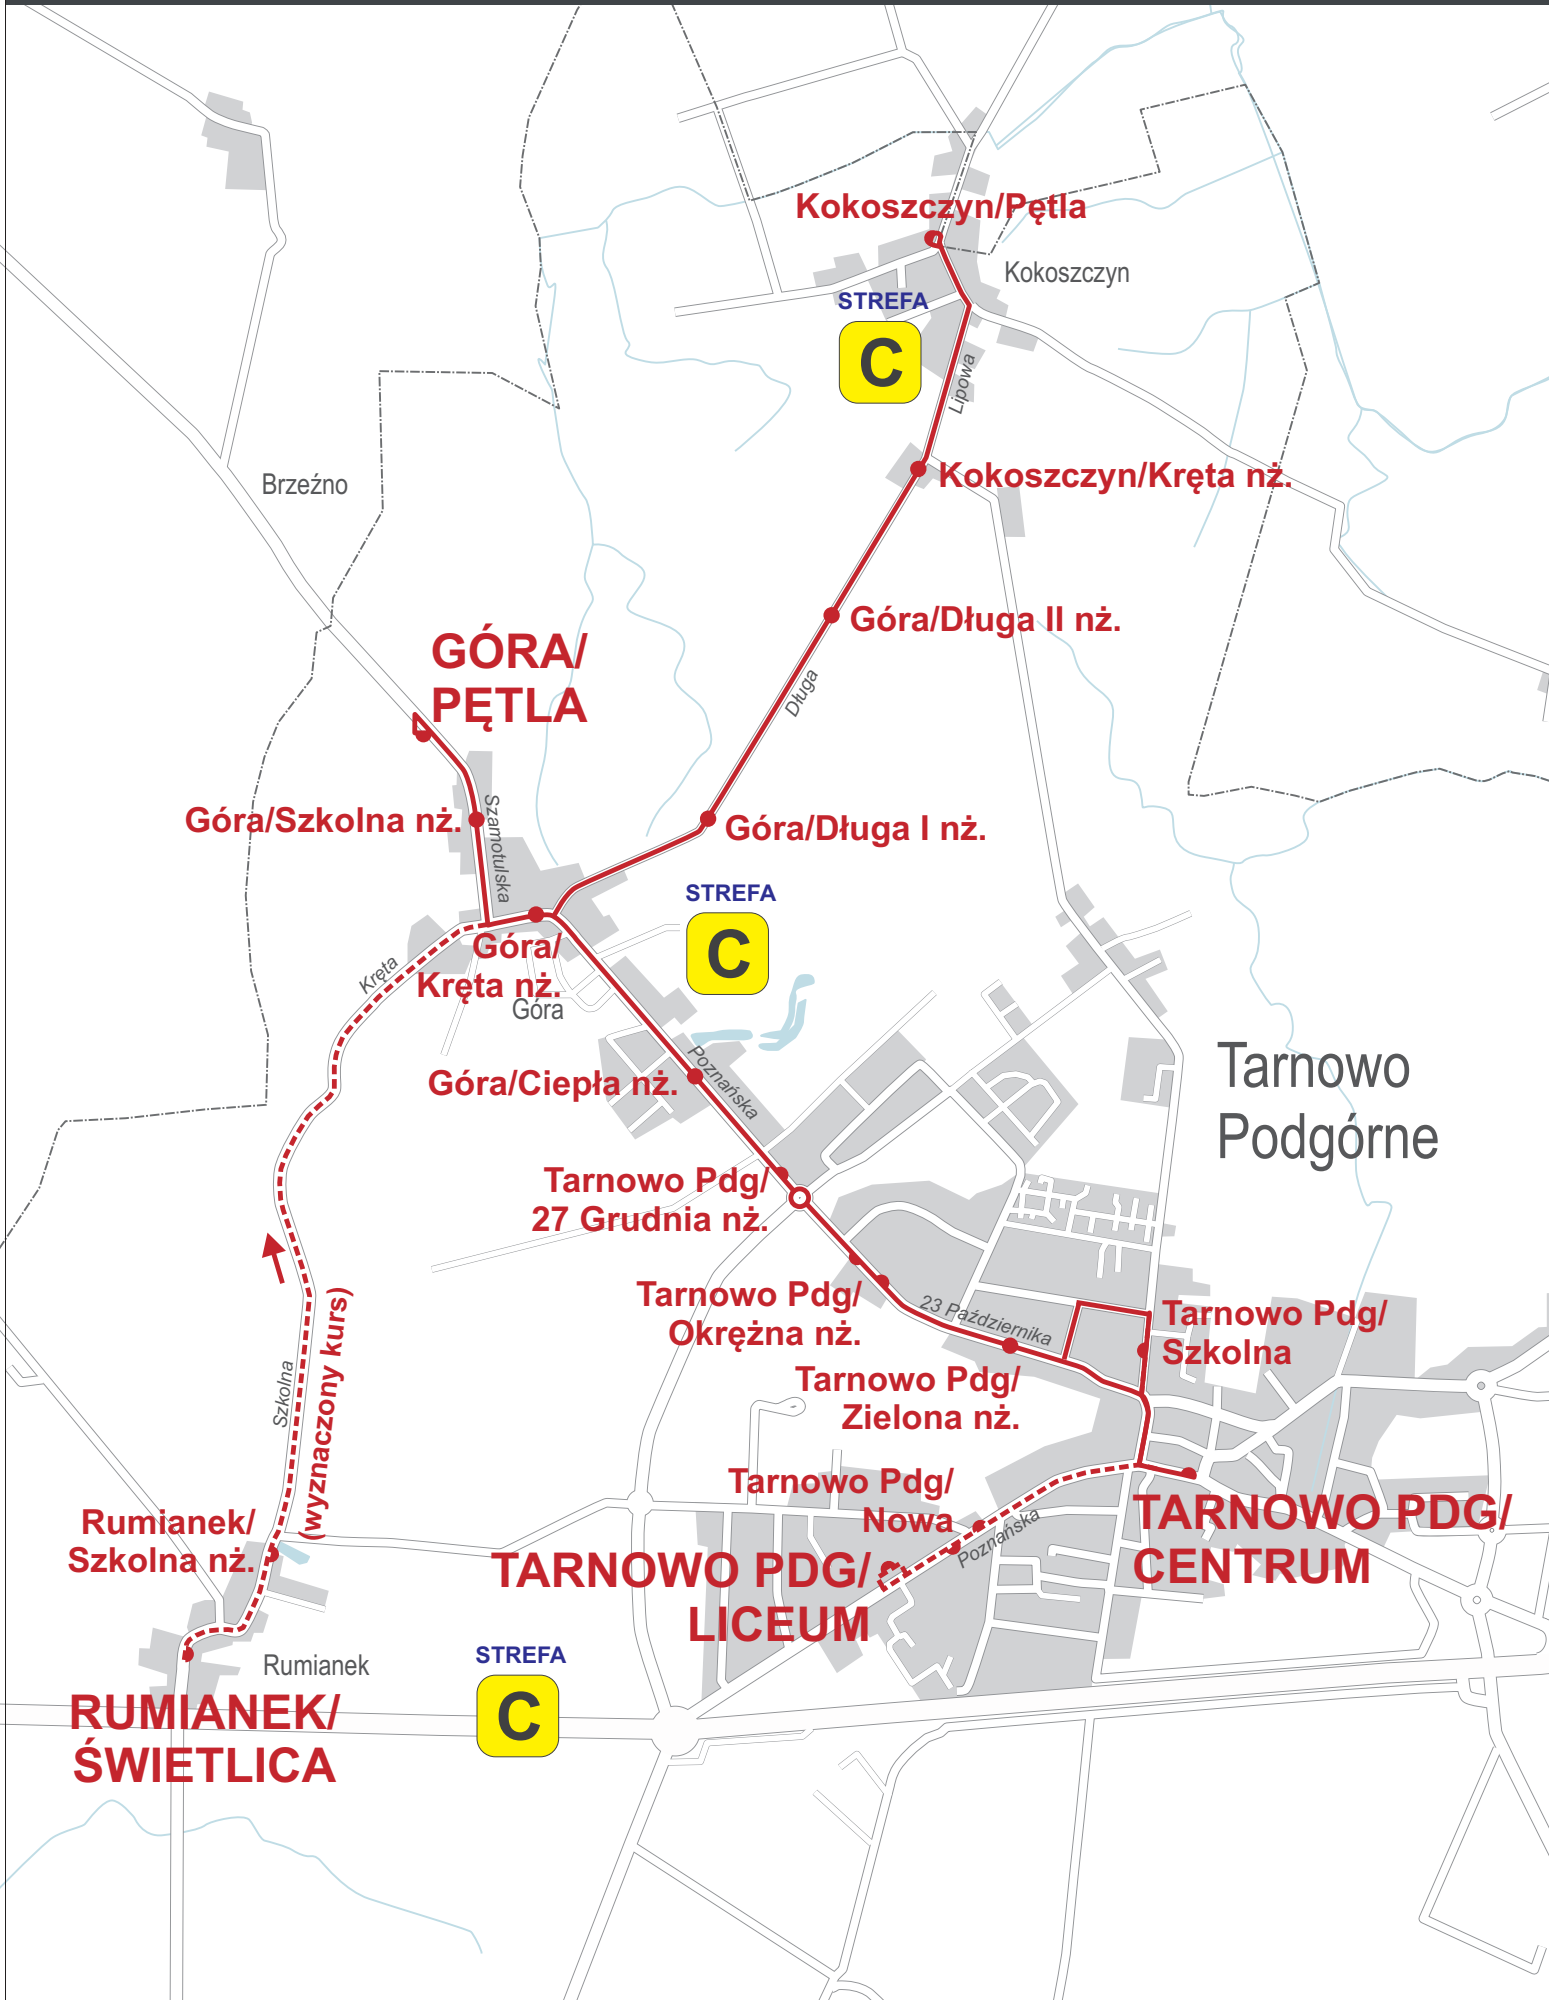 Kokoszczyn/Pętla
Kokoszczyn
STREFA
C
Lipowa
Brzeźno
Kokoszczyn/Kręta nż.
Góra/Długa II nż.
GÓRA/
PĘTLA
Długa
Góra/Szkolna nż.
Szamotulska
Góra/Długa I nż.
STREFA
C
Góra/
Kręta nż.
Kręta
Góra
Poznańska
Góra/Ciepła nż.
Tarnowo
Podgórne
Tarnowo Pdg/
27 Grudnia nż.
Tarnowo Pdg/
Okrężna nż.
23 Października
Tarnowo Pdg/
Szkolna
(wyznaczony kurs)
Szkolna
Tarnowo Pdg/
Zielona nż.
Tarnowo Pdg/
Nowa
Poznańska
TARNOWO PDG/
CENTRUM
Rumianek/
Szkolna nż.
TARNOWO PDG/
LICEUM
STREFA
C
Rumianek
RUMIANEK/
ŚWIETLICA